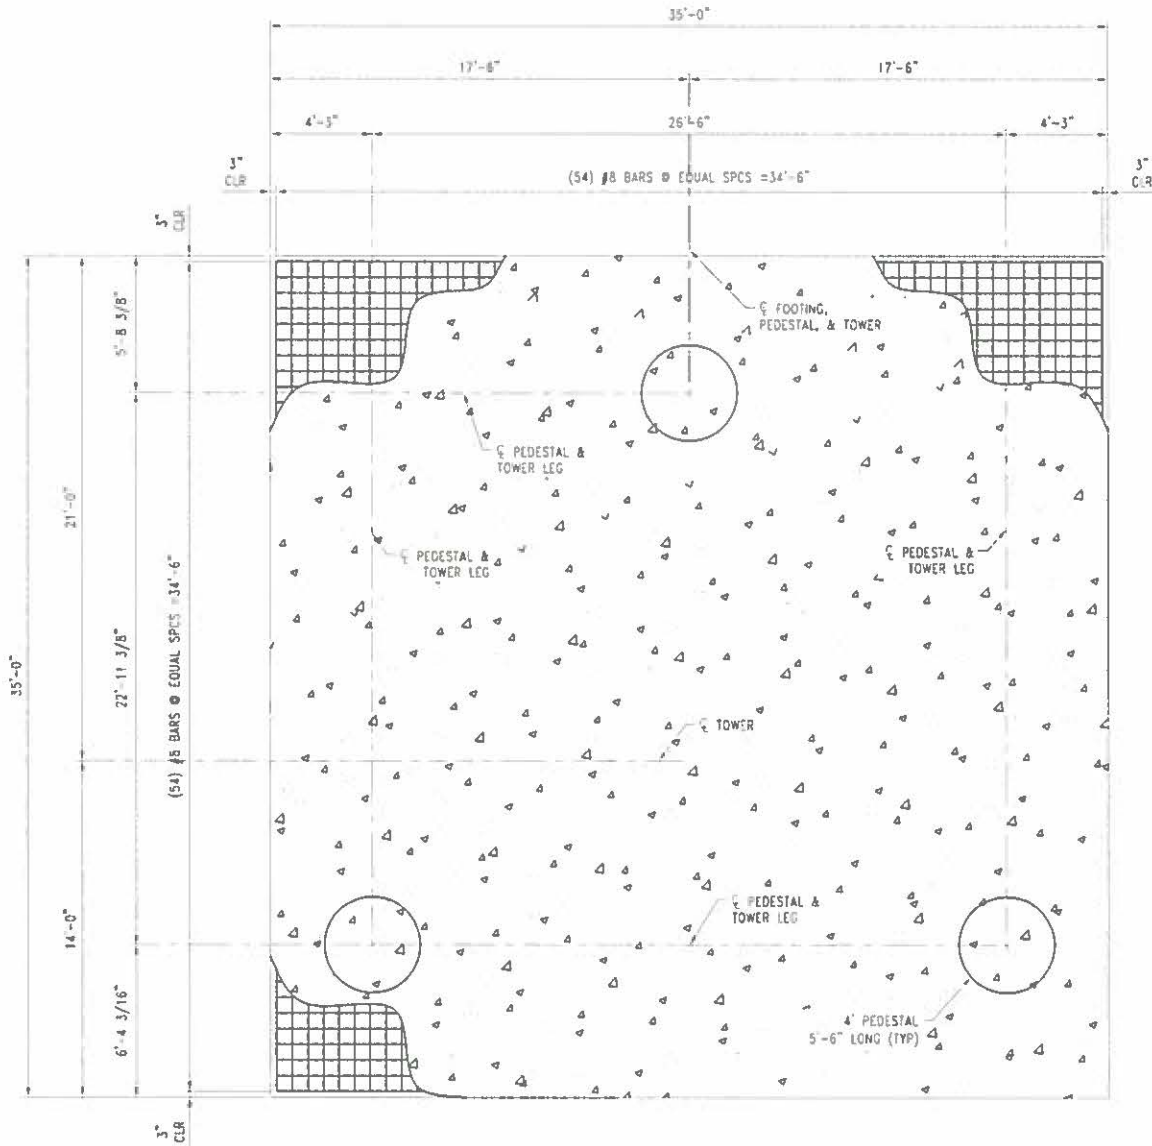 35'-0"
17'-6"
17'-6"
4'-3"
26'-6"
4'-3"
3"
CLR
(54) #8 BARS @ EQUAL SPCS =34'-6"
3"
CLR
3"
CLR
℄ FOOTING,
PEDESTAL, & TOWER
5'-8 3/8"
℄ PEDESTAL &
TOWER LEG
21'-0"
℄ PEDESTAL &
TOWER LEG
℄ PEDESTAL &
TOWER LEG
35'-0"
22'-11 3/8"
(54) #8 BARS @ EQUAL SPCS =34'-6"
℄ TOWER
14'-0"
℄ PEDESTAL &
TOWER LEG
6'-4 3/16"
4' PEDESTAL
5'-6" LONG (TYP)
3"
CLR